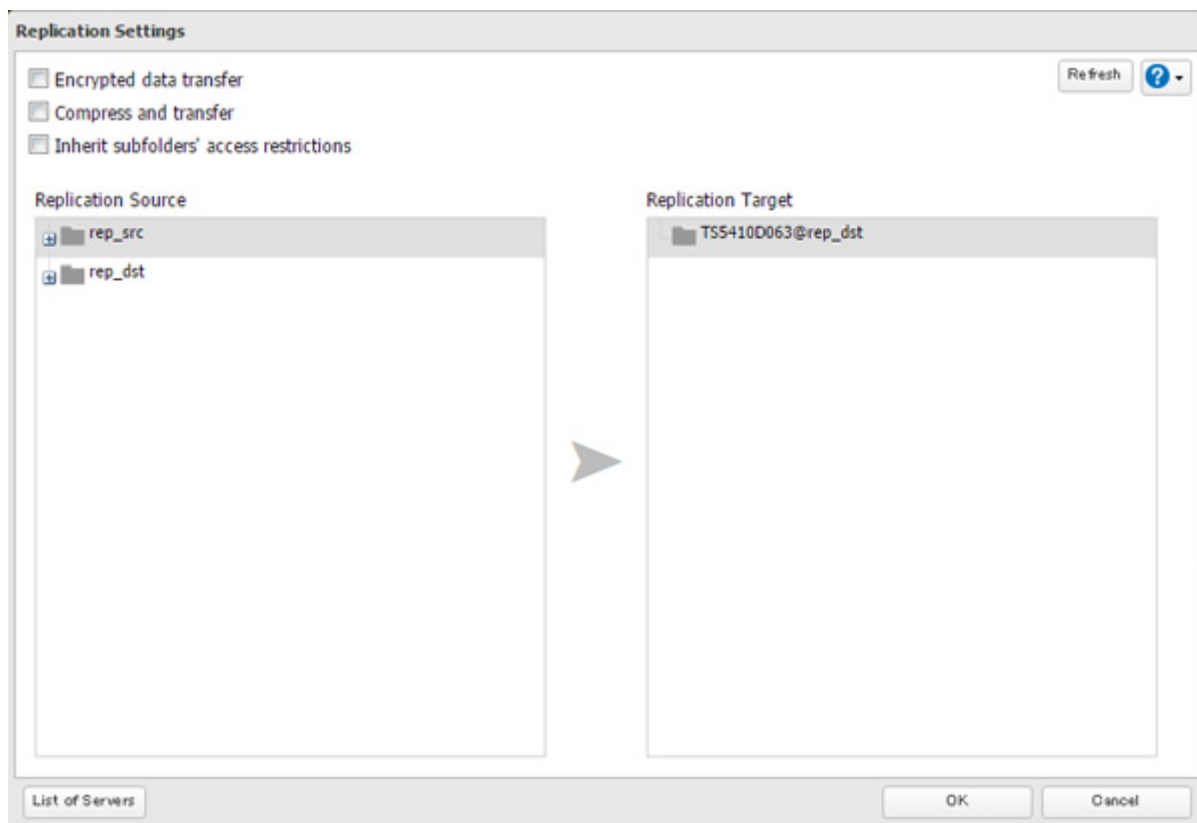 Replication Settings
Encrypted data transfer
Refresh
?
Compress and transfer
Inherit subfolders' access restrictions
Replication Source
Replication Target
rep_src
TS5410D063@rep_dst
rep_dst
List of Servers
OK
Cancel